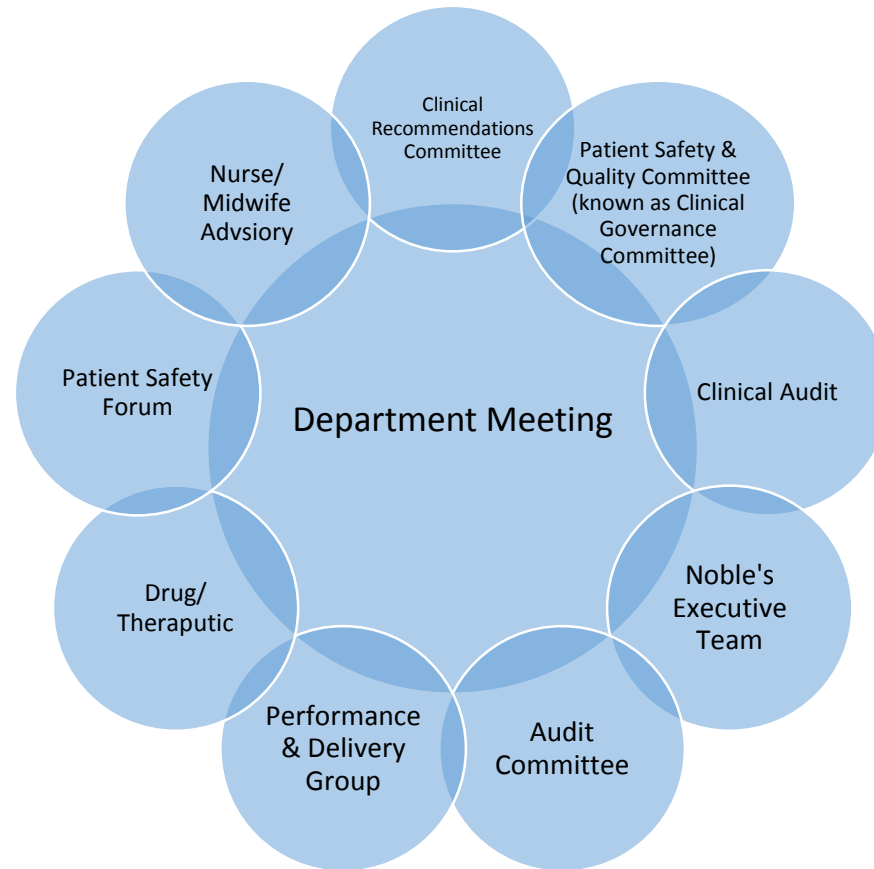 Clinical
Recommendations
Committee
Patient Safety &
Quality Committee
(known as Clinical
Governance
Committee)
Nurse/
Midwife
Advsiory
Patient Safety
Forum
Clinical Audit
Department Meeting
Drug/
Theraputic
Noble's
Executive
Team
Performance
& Delivery
Group
Audit
Committee